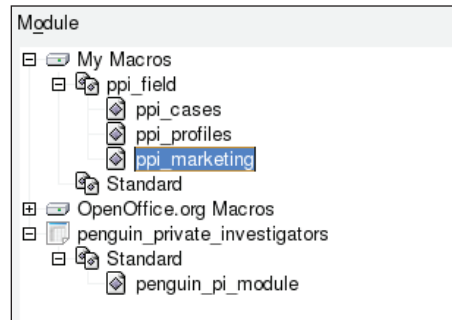 Module
My Macros
ppi_field
ppi_cases
ppi_profiles
ppi_marketing
Standard
OpenOffice.org Macros
penguin_private_investigators
Standard
penguin_pi_module